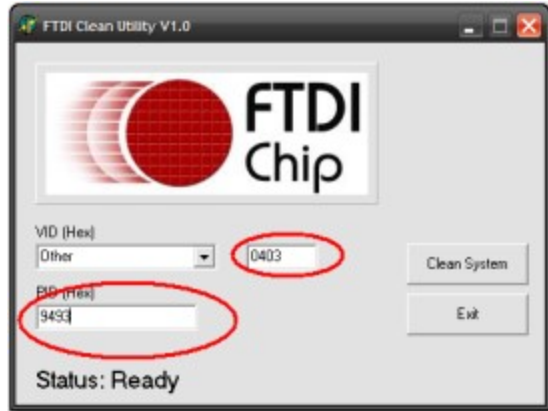 FTDI Clean Utility V1.0
FTDI
Chip
VID (Hex)
Other
0403
Clean System
PID (Hex)
9493
Exit
Status: Ready